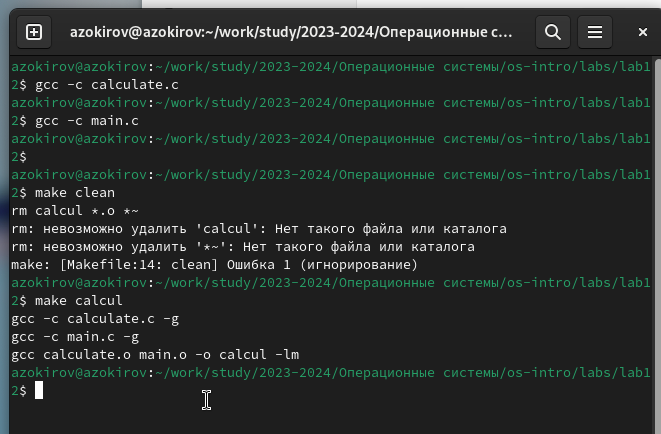 azokirov@azokirov:~/work/study/2023-2024/Операционные с...
azokirov@azokirov:~/work/study/2023-2024/Операционные системы/os-intro/labs/lab1
2$ gcc -c calculate.c
azokirov@azokirov:~/work/study/2023-2024/Операционные системы/os-intro/labs/lab1
2$ gcc -c main.c
azokirov@azokirov:~/work/study/2023-2024/Операционные системы/os-intro/labs/lab1
2$
azokirov@azokirov:~/work/study/2023-2024/Операционные системы/os-intro/labs/lab1
2$ make clean
rm calcul *.o *~
rm: невозможно удалить 'calcul': Нет такого файла или каталога
rm: невозможно удалить '*~': Нет такого файла или каталога
make: [Makefile:14: clean] Ошибка 1 (игнорирование)
azokirov@azokirov:~/work/study/2023-2024/Операционные системы/os-intro/labs/lab1
2$ make calcul
gcc -c calculate.c -g
gcc -c main.c -g
gcc calculate.o main.o -o calcul -lm
azokirov@azokirov:~/work/study/2023-2024/Операционные системы/os-intro/labs/lab1
2$